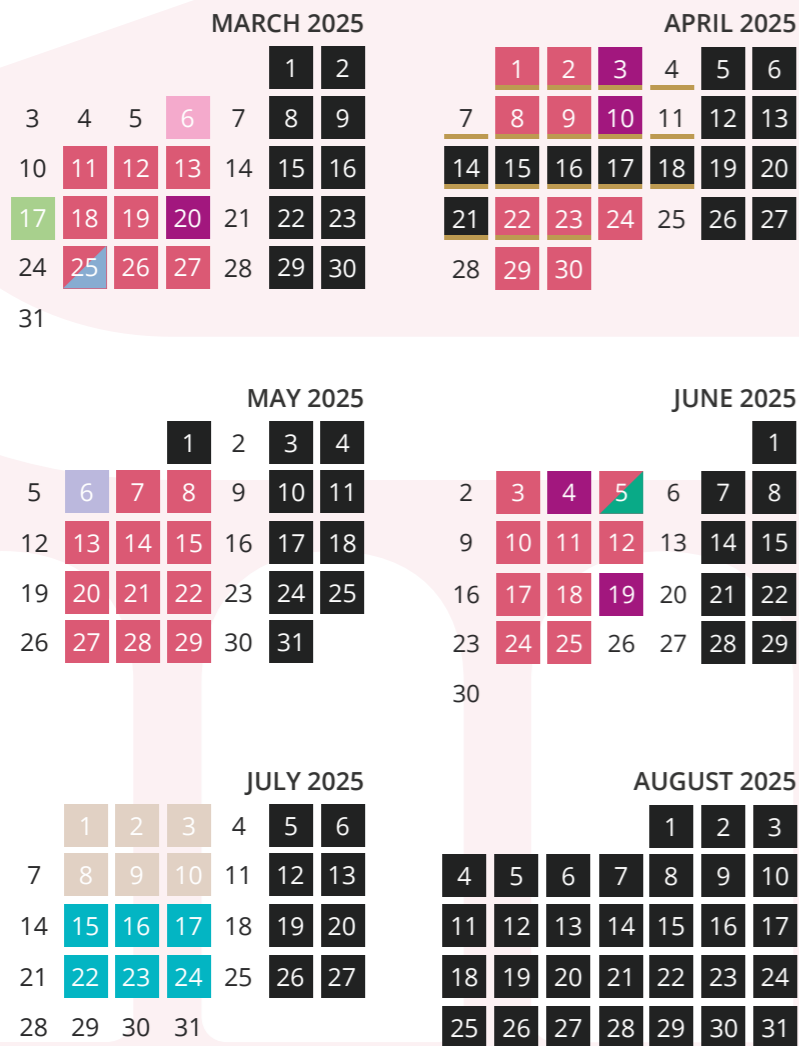 MARCH 2025
1 2
3 4 5 6 7 8 9
10 11 12 13 14 15 16
17 18 19 20 21 22 23
24 25 26 27 28 29 30
31
APRIL 2025
1 2 3 4 5 6
7 8 9 10 11 12 13
14 15 16 17 18 19 20
21 22 23 24 25 26 27
28 29 30
MAY 2025
1 2 3 4
5 6 7 8 9 10 11
12 13 14 15 16 17 18
19 20 21 22 23 24 25
26 27 28 29 30 31
JUNE 2025
1
2 3 4 5 6 7 8
9 10 11 12 13 14 15
16 17 18 19 20 21 22
23 24 25 26 27 28 29
30
JULY 2025
1 2 3 4 5 6
7 8 9 10 11 12 13
14 15 16 17 18 19 20
21 22 23 24 25 26 27
28 29 30 31
AUGUST 2025
1 2 3
4 5 6 7 8 9 10
11 12 13 14 15 16 17
18 19 20 21 22 23 24
25 26 27 28 29 30 31